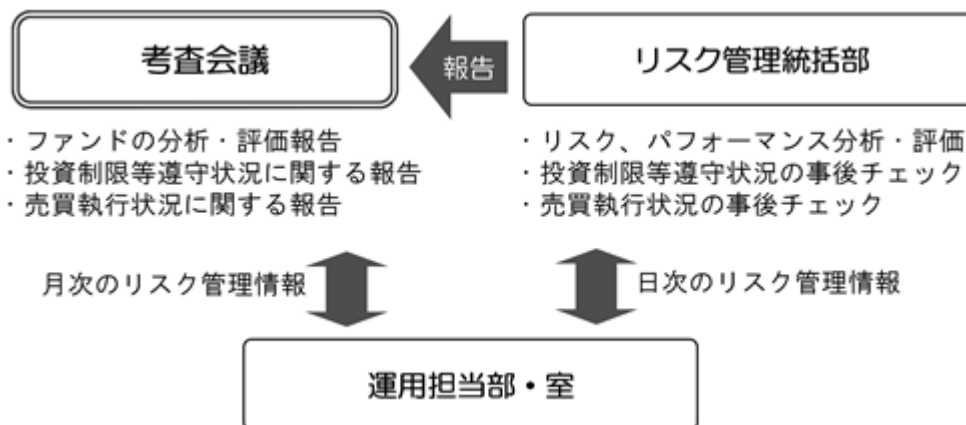 考査会議
報告
リスク管理統括部
・ファンドの分析・評価報告
・投資制限等遵守状況に関する報告
・売買執行状況に関する報告
・リスク、パフォーマンス分析・評価
・投資制限等遵守状況の事後チェック
・売買執行状況の事後チェック
月次のリスク管理情報
日次のリスク管理情報
運用担当部・室